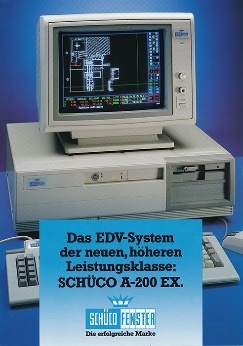 Das EDV-System
der neuen, höheren
Leistungsklasse:
SCHÜCO A-200 EX.
SCHÜCO FENSTER
Die erfolgreiche Marke